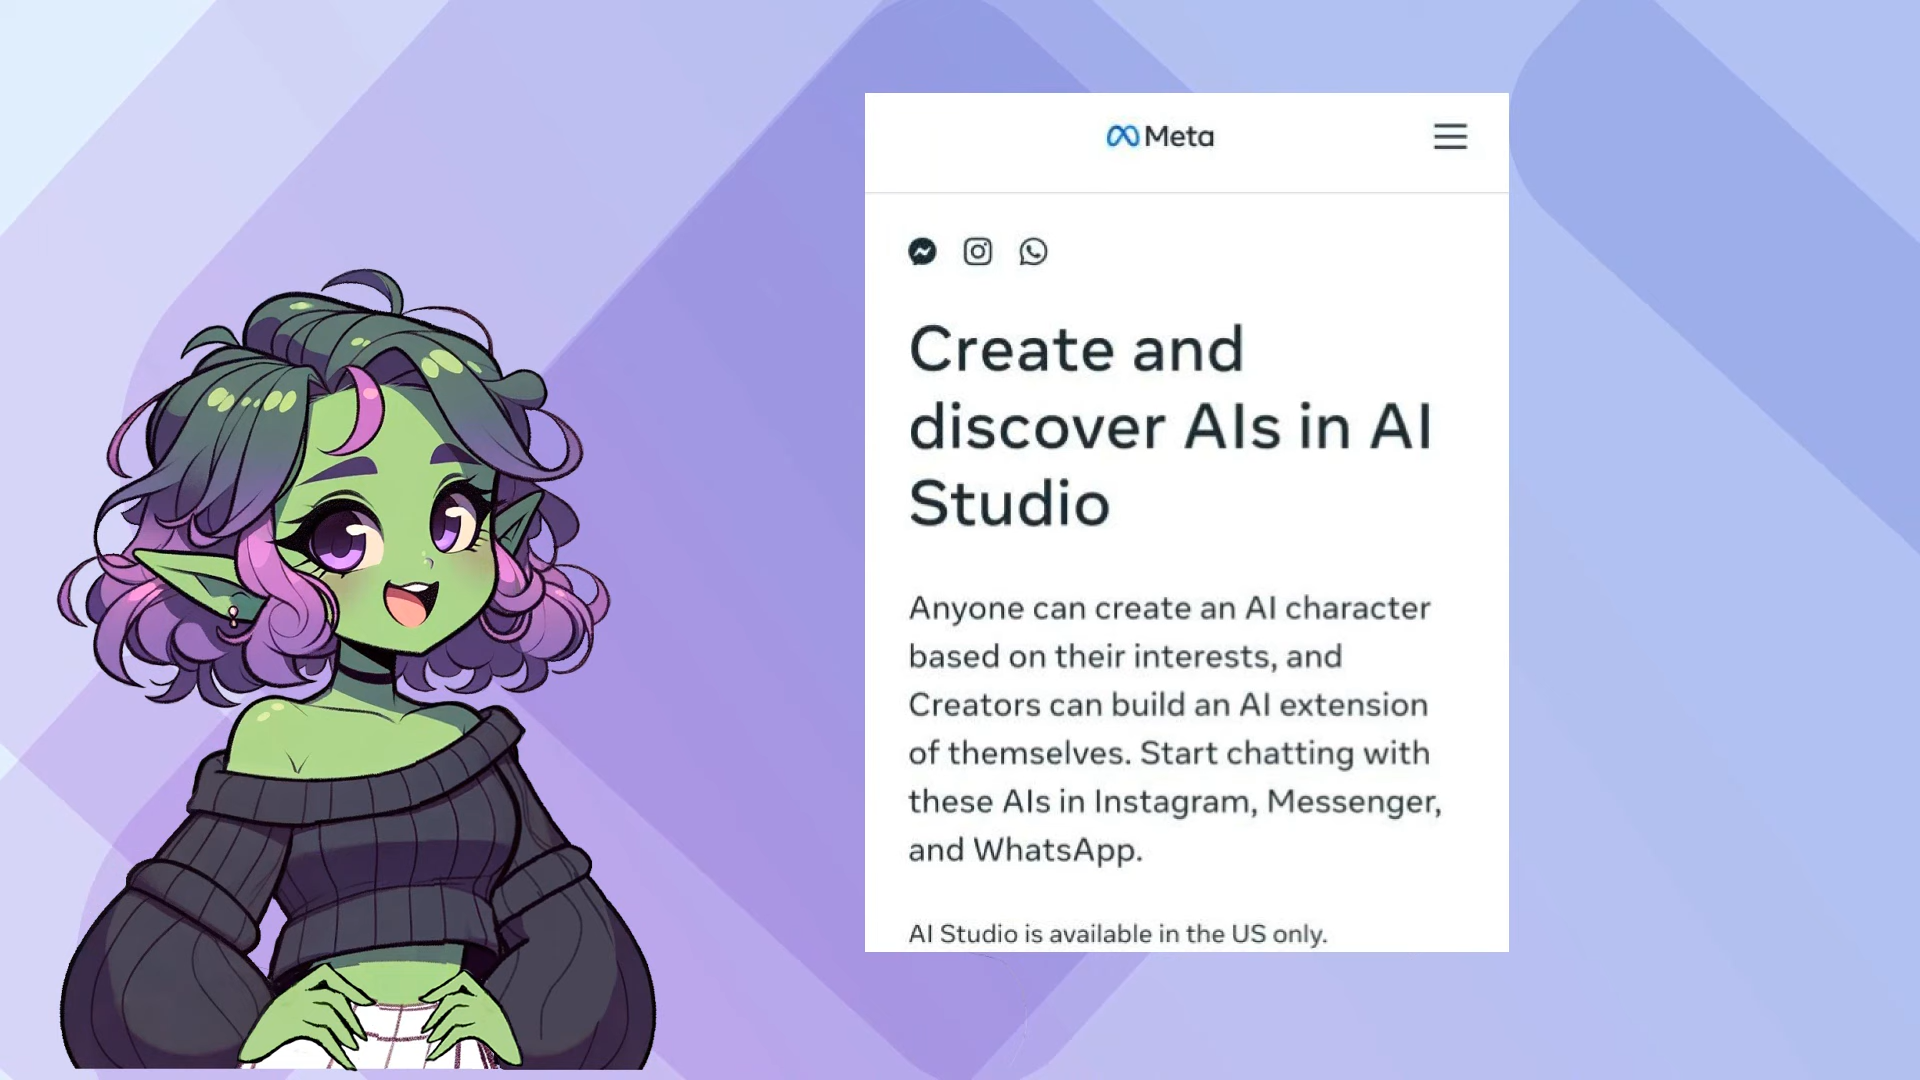 Meta
Create and
discover AIs in AI
Studio
Anyone can create an AI character
based on their interests, and
Creators can build an AI extension
of themselves. Start chatting with
these AIs in Instagram, Messenger,
and WhatsApp.
AI Studio is available in the US only.